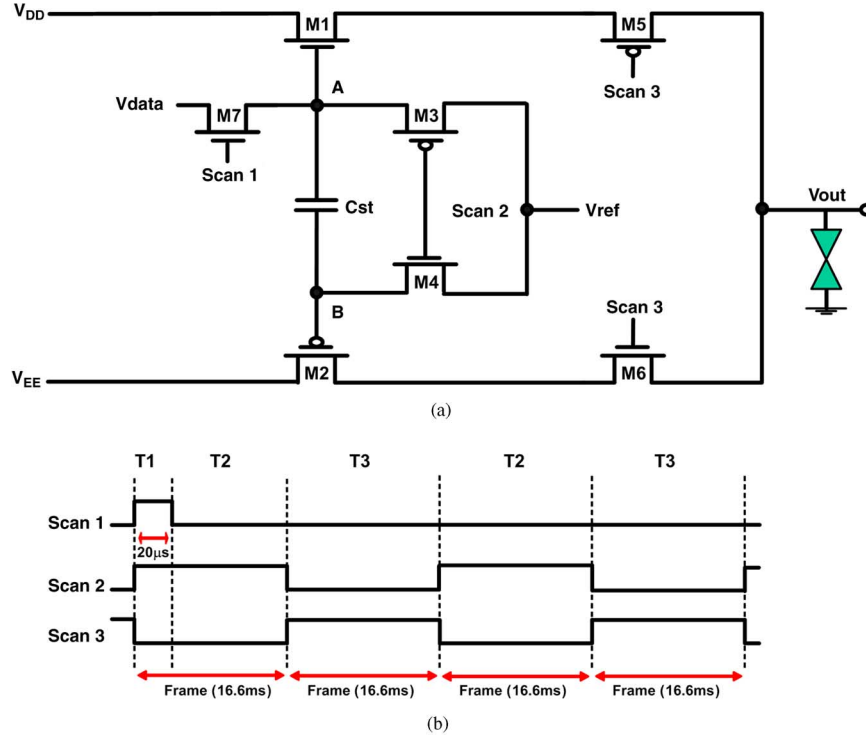 VDD
M1
M5
Scan 3
A
Vdata
M7
M3
Scan 1
Cst
Scan 2
Vref
Vout
M4
B
Scan 3
VEE
M2
M6
(a)
T1 T2 T3 T2 T3
Scan 1
20μs
Scan 2
Scan 3
Frame (16.6ms) Frame (16.6ms) Frame (16.6ms) Frame (16.6ms)
(b)